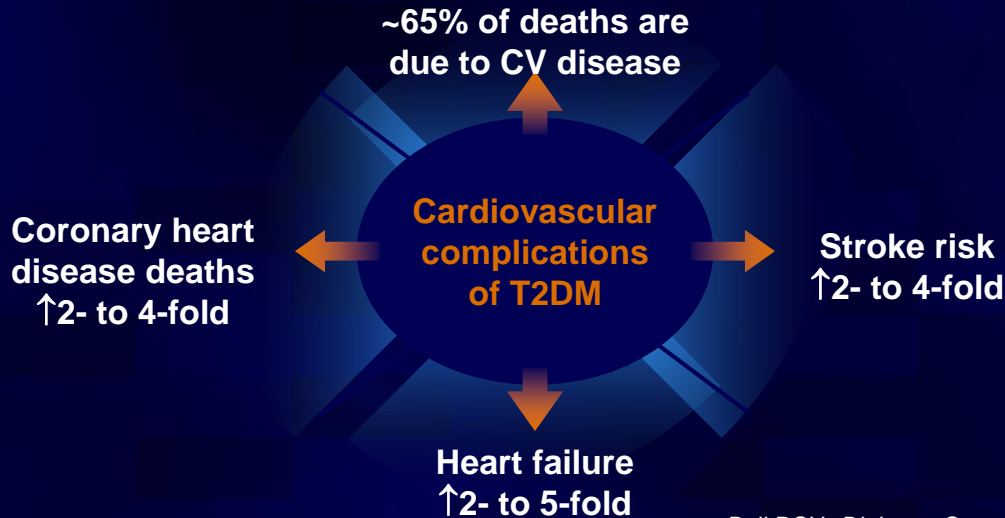 ~65% of deaths are
due to CV disease
Cardiovascular
complications
of T2DM
Coronary heart
disease deaths
↑2- to 4-fold
Stroke risk
↑2- to 4-fold
Heart failure
↑2- to 5-fold